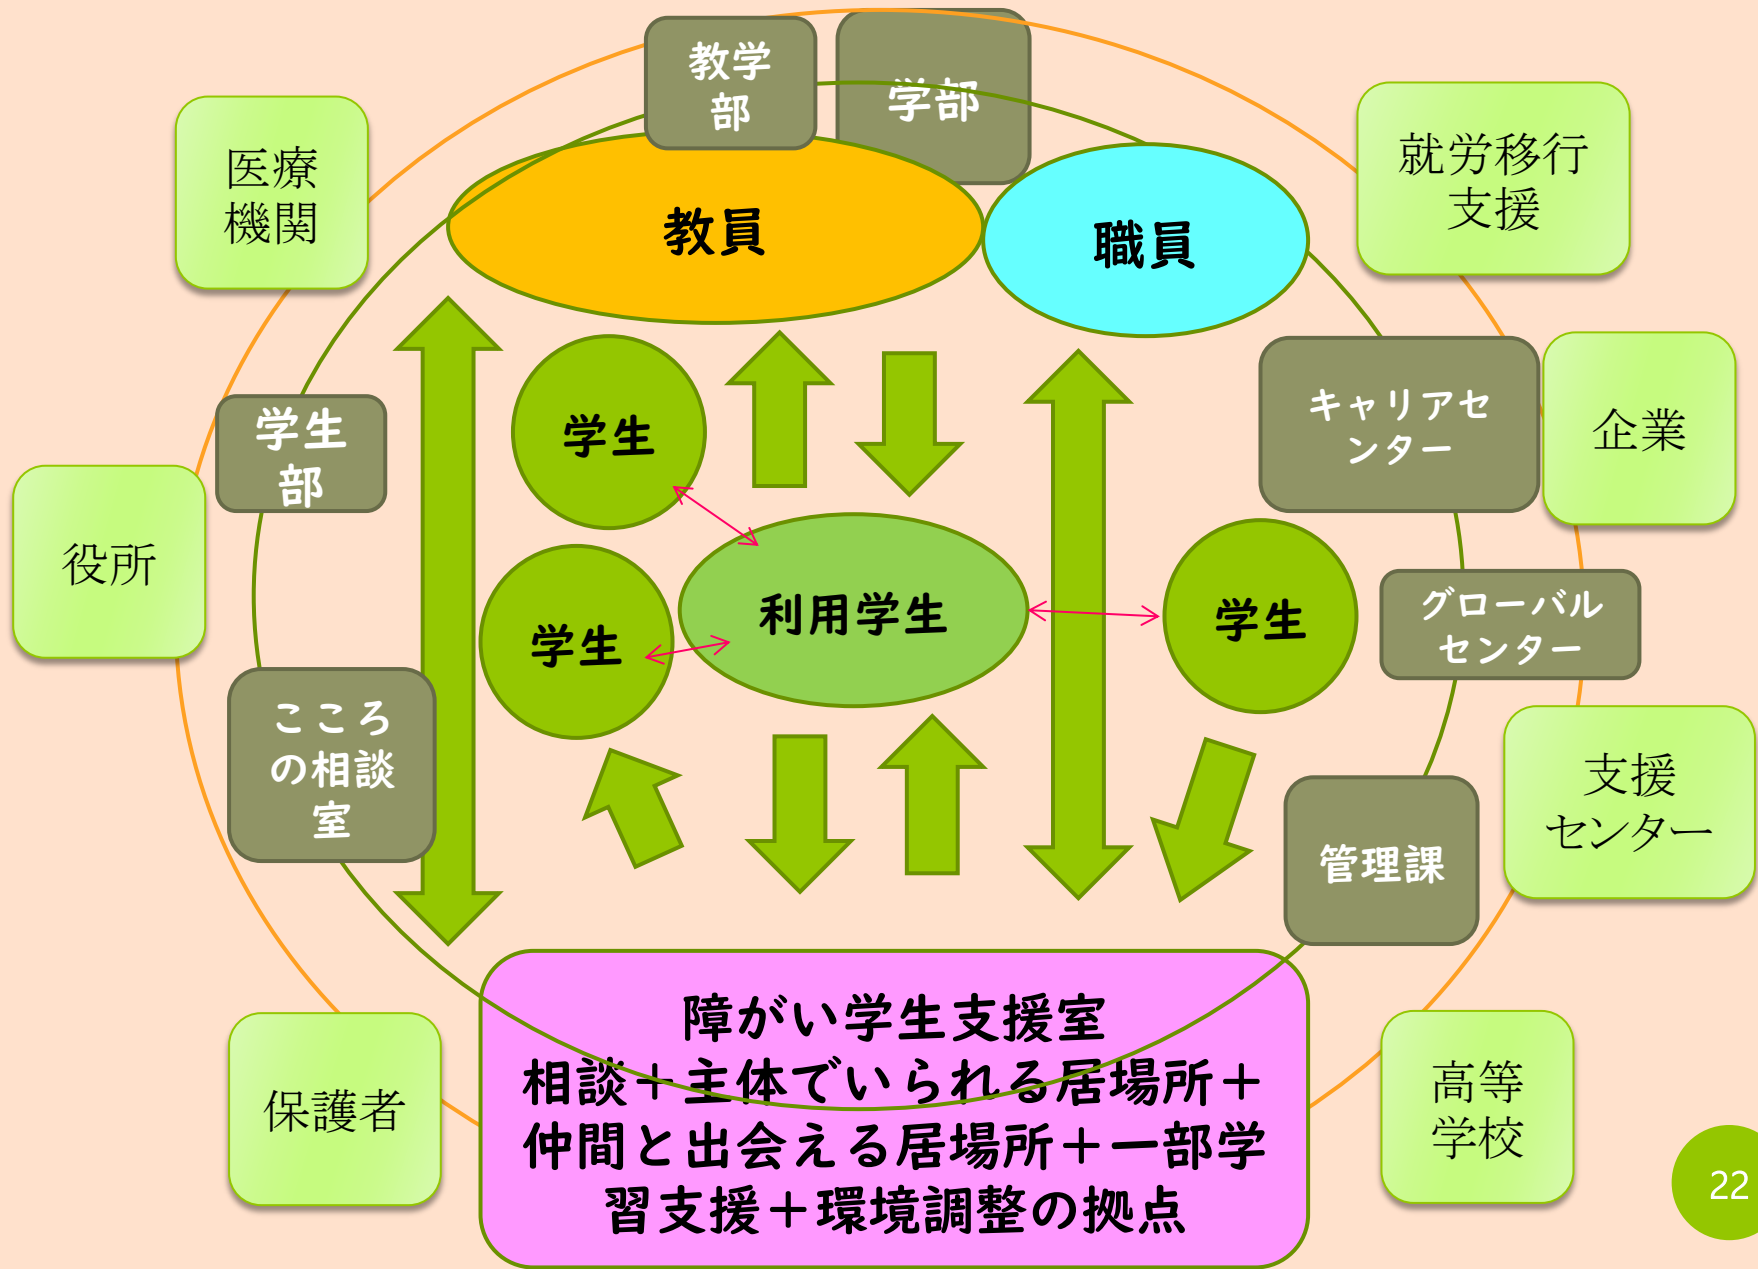 教学
部
学部
医療
機関
就労移行
支援
教員
職員
学生
部
学生
キャリアセ
ンター
企業
役所
利用学生
学生
学生
グローバル
センター
こころ
の相談
室
管理課
支援
センター
障がい学生支援室
相談＋主体でいられる居場所＋
仲間と出会える居場所＋一部学
習支援＋環境調整の拠点
保護者
高等
学校
22